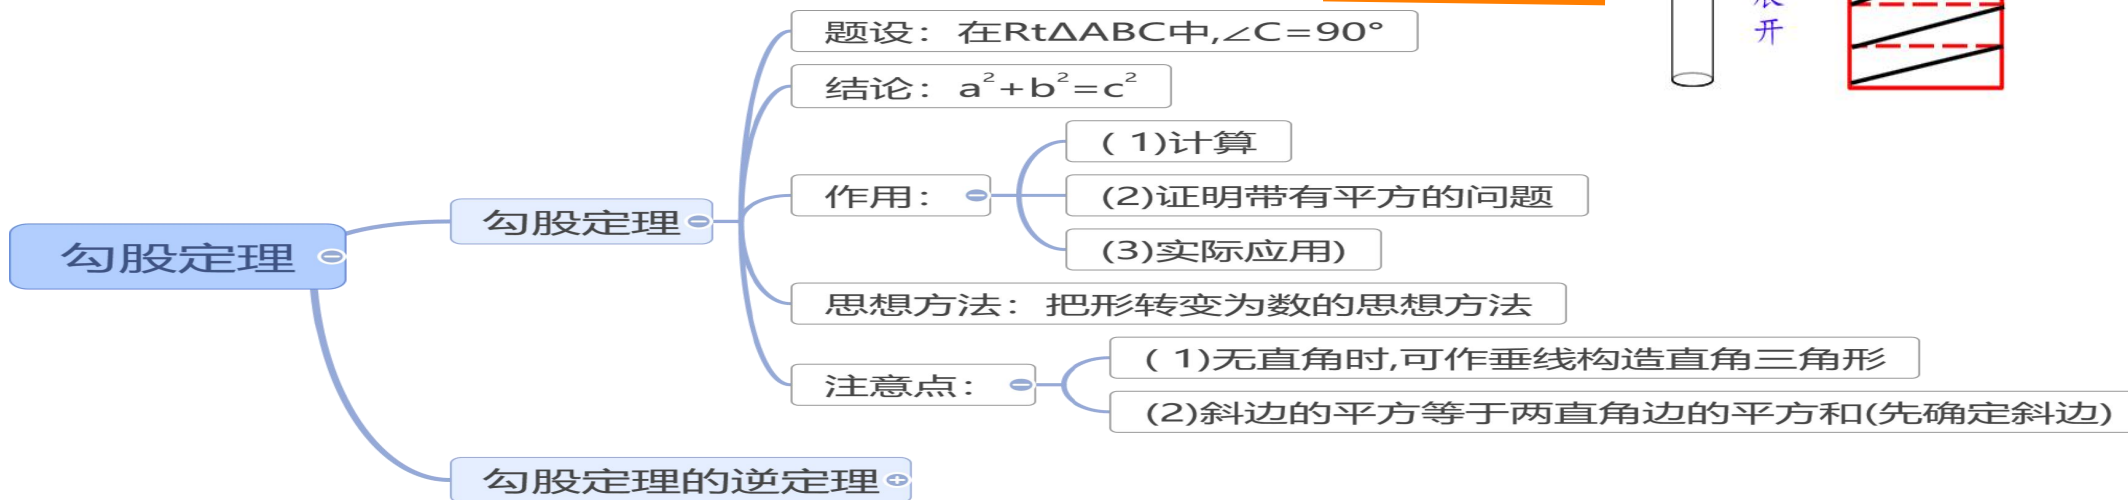 开
题设：在RtΔABC中,∠C=90°
结论：a²+b²=c²
作用：
( 1)计算
(2)证明带有平方的问题
(3)实际应用)
思想方法：把形转变为数的思想方法
注意点：
( 1)无直角时,可作垂线构造直角三角形
(2)斜边的平方等于两直角边的平方和(先确定斜边)
勾股定理
勾股定理
勾股定理的逆定理